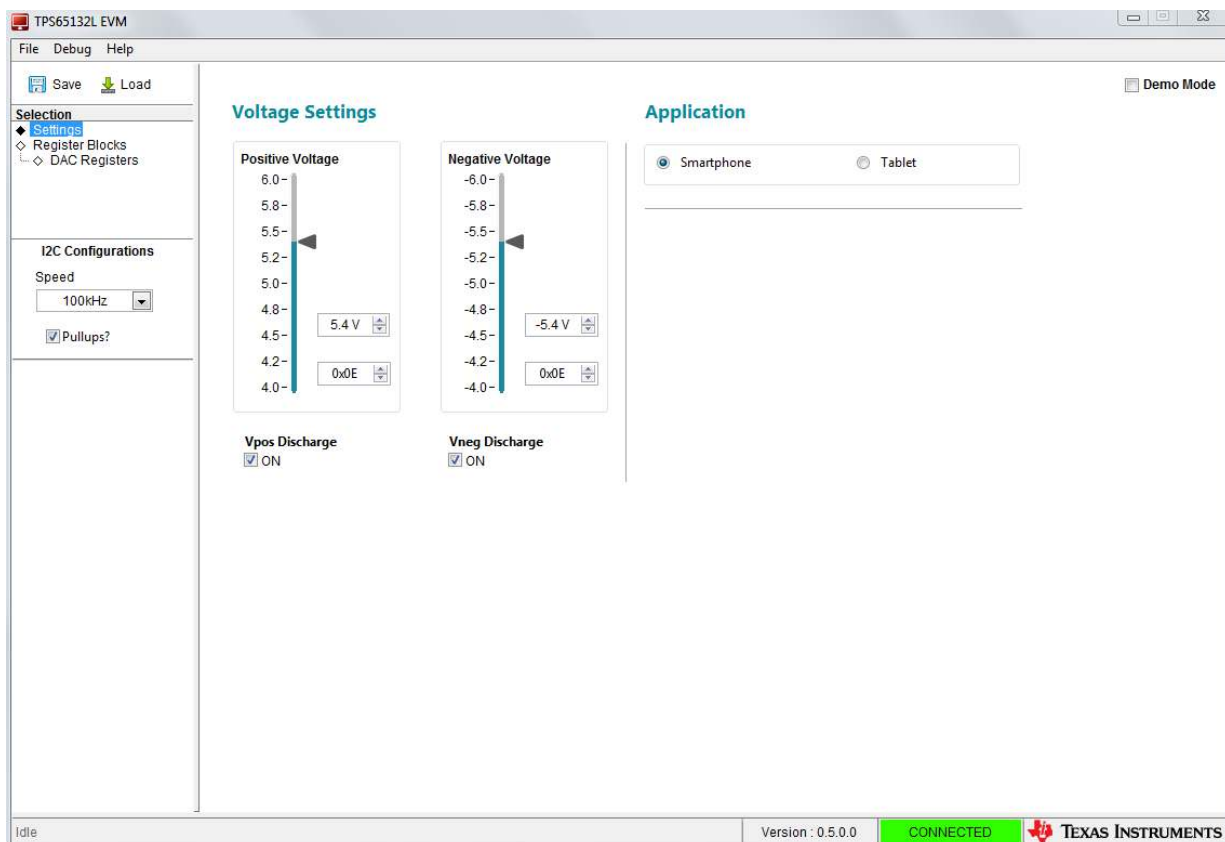 TPS65132L EVM
File Debug Help
Save Load
Selection
Settings
Register Blocks
DAC Registers
I2C Configurations
Speed
100kHz
Pullups?
Demo Mode
Voltage Settings
Positive Voltage
6.0
5.8
5.5
5.2
5.0
4.8
4.5
4.2
4.0
5.4 V
0x0E
Vpos Discharge
ON
Negative Voltage
-6.0
-5.8
-5.5
-5.2
-5.0
-4.8
-4.5
-4.2
-4.0
-5.4 V
0x0E
Vneg Discharge
ON
Application
Smartphone Tablet
Idle Version : 0.5.0.0 CONNECTED TEXAS INSTRUMENTS